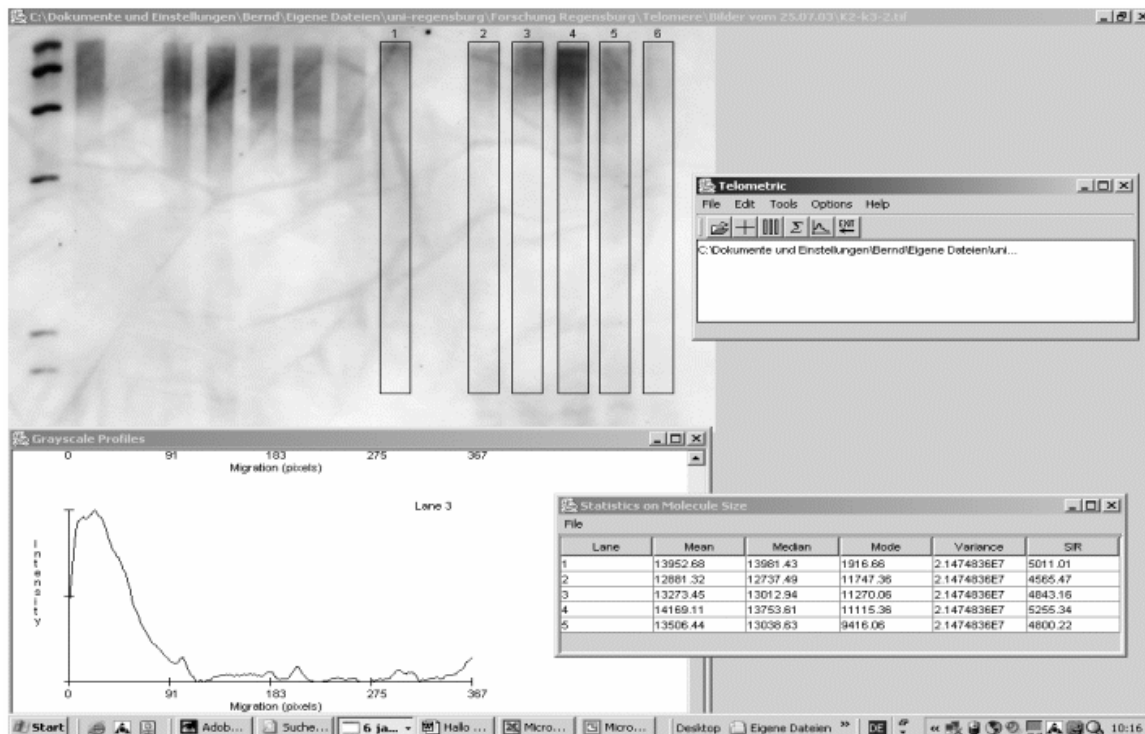 C:\Dokumente und Einstellungen\Bernd\Eigene Dateien\uni-regensburg\Forschung Regensburg\Telomere\Bilder vom 25.07.03\K2-k3-2.tif
1 2 3 4 5 6
Telometric
File Edit Tools Options Help
Σ EXIT
C:\Dokumente und Einstellungen\Bernd\Eigene Dateien\uni...
Grayscale Profiles
0 91 183 275 367
Migration (pixels)
Lane 3
Intensity
0 91 183 275 367
Migration (pixels)
Statistics on Molecule Size
File
Lane Mean Median Mode Variance SIR
1 13952.68 13981.43 1916.66 2.1474836E7 5011.01
2 12881.32 12737.49 11747.36 2.1474836E7 4565.47
3 13273.45 13012.94 11270.06 2.1474836E7 4843.16
4 14169.11 13753.61 11115.36 2.1474836E7 5255.34
5 13506.44 13038.63 9416.06 2.1474836E7 4800.22
Start Adob... Suche... 6 ja... Hallo ... Micro... Micro... Desktop Eigene Dateien » DE « 10:16